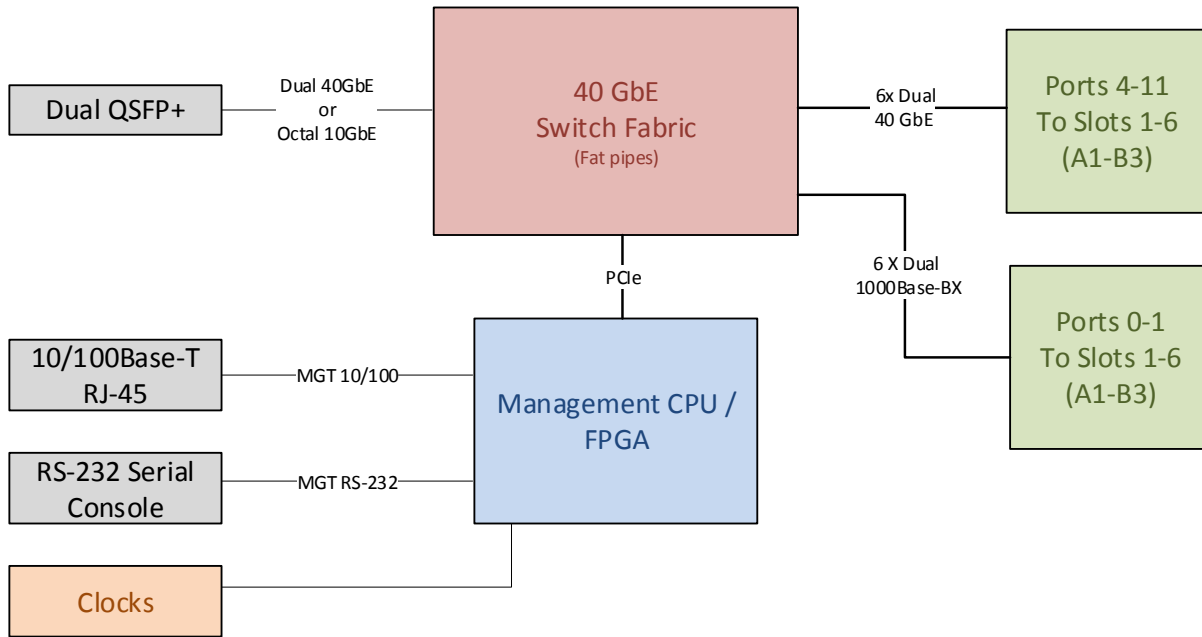 Dual QSFP+
Dual 40GbE
or
Octal 10GbE
40 GbE
Switch Fabric
(Fat pipes)
6x Dual
40 GbE
Ports 4-11
To Slots 1-6
(A1-B3)
PCIe
6 X Dual
1000Base-BX
Ports 0-1
To Slots 1-6
(A1-B3)
10/100Base-T
RJ-45
MGT 10/100
Management CPU /
FPGA
RS-232 Serial
Console
MGT RS-232
Clocks